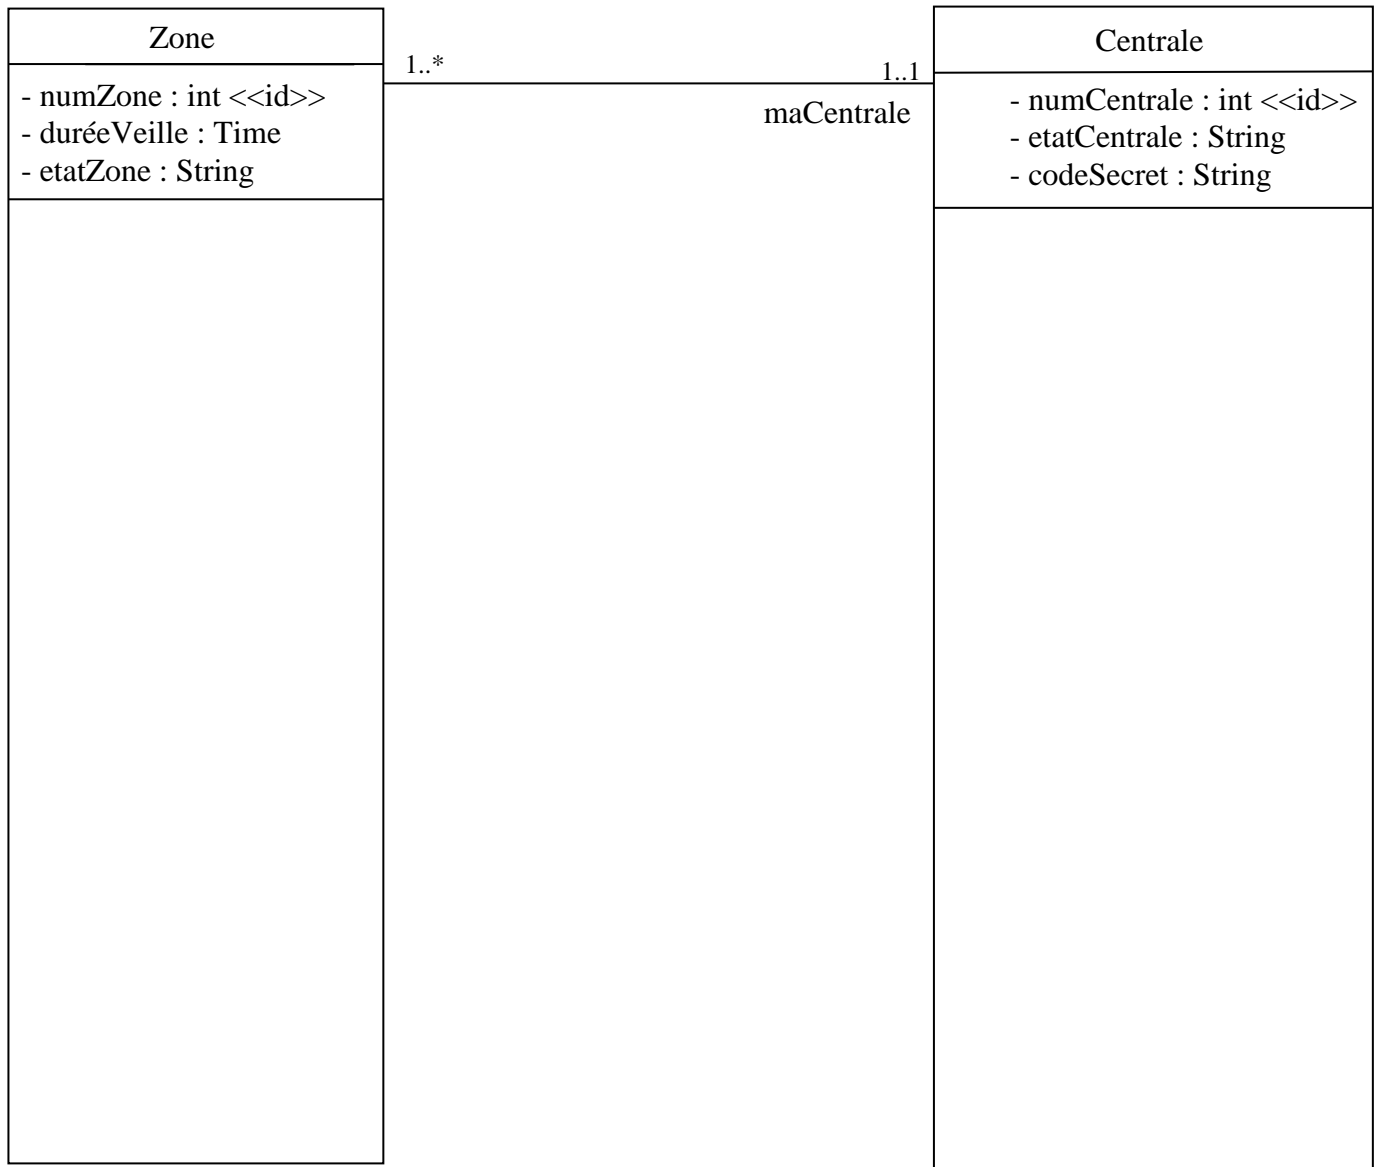 Zone
- numZone : int <<id>>
- duréeVeille : Time
- etatZone : String
1..*
1..1
maCentrale
Centrale
- numCentrale : int <<id>>
- etatCentrale : String
- codeSecret : String